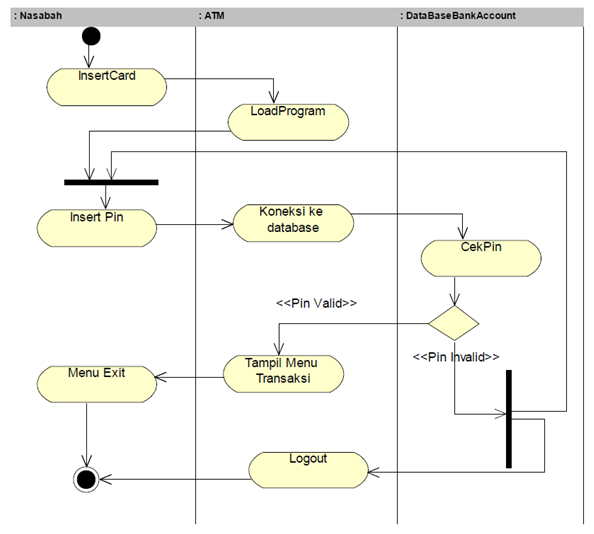 : Nasabah
: ATM
: DataBaseBankAccount
InsertCard
LoadProgram
Insert Pin
Koneksi ke
database
CekPin
<<Pin Valid>>
<<Pin Invalid>>
Tampil Menu
Transaksi
Menu Exit
Logout